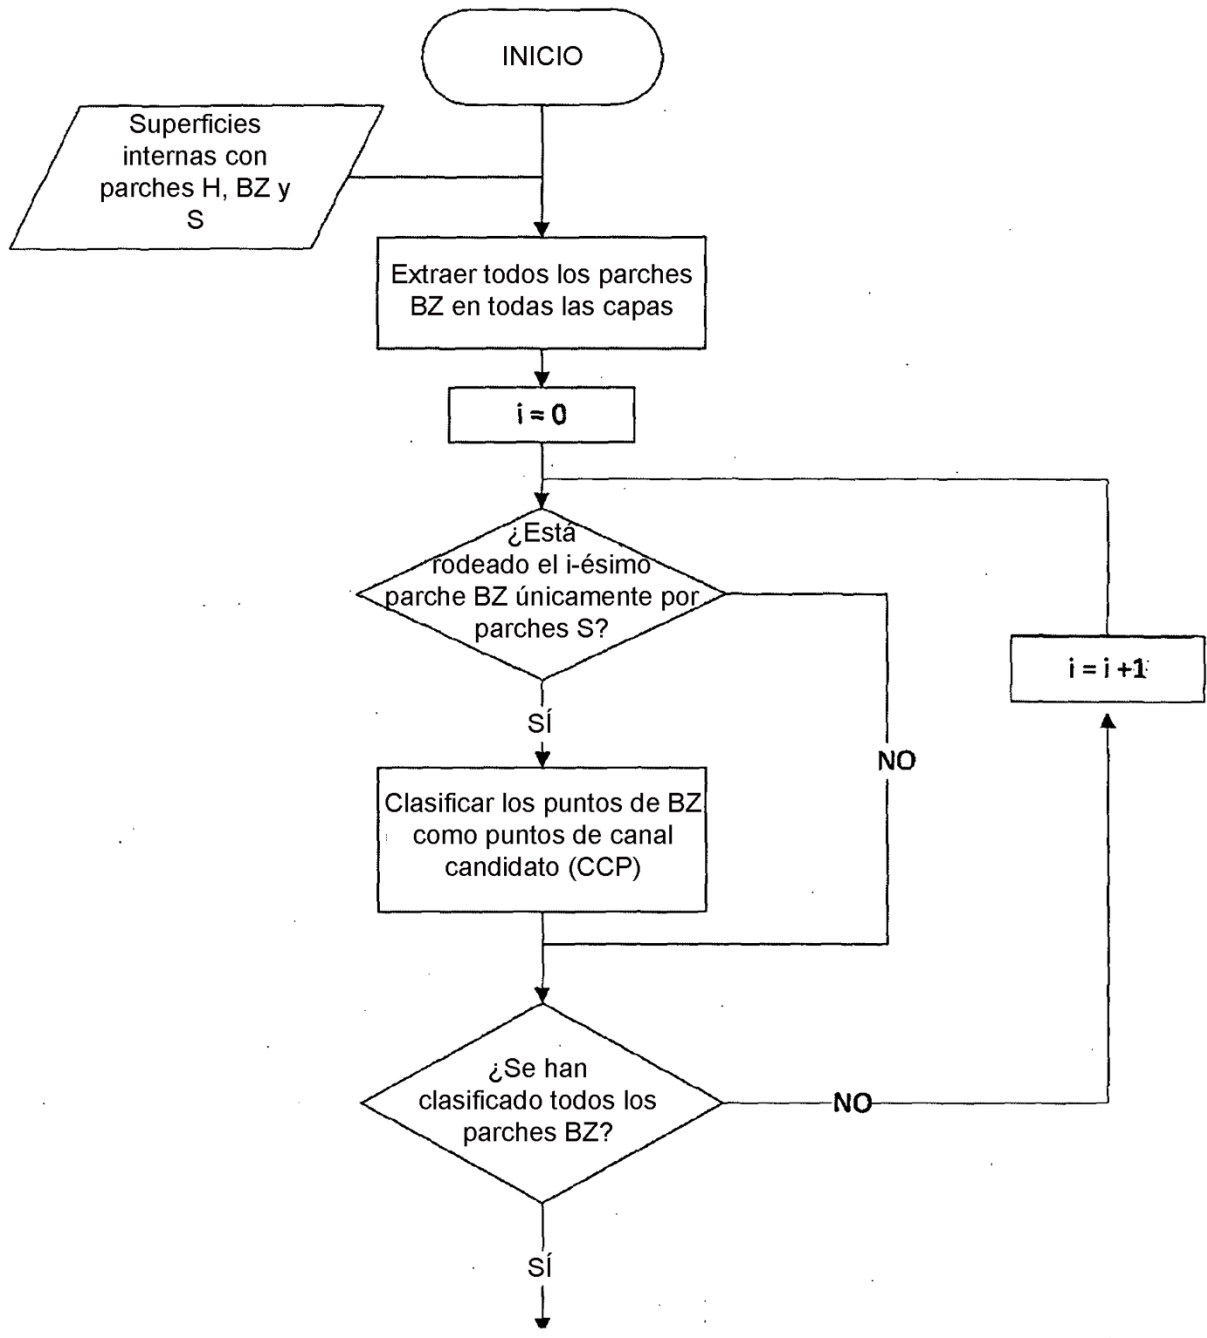 INICIO
Superficies
internas con
parches H, BZ y
S
Extraer todos los parches
BZ en todas las capas
i = 0
¿Está
rodeado el i-ésimo
parche BZ únicamente por
parches S?
i = i +1
SÍ
NO
Clasificar los puntos de BZ
como puntos de canal
candidato (CCP)
¿Se han
clasificado todos los
parches BZ?
NO
SÍ